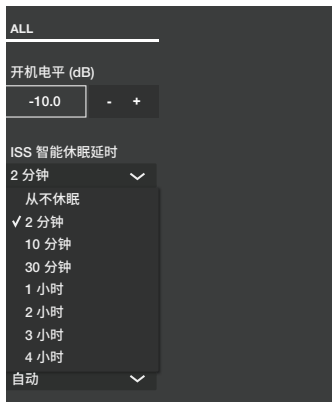 ALL
开机电平 (dB)
-10.0 - +
ISS 智能休眠延时
2 分钟
从不休眠
✓ 2 分钟
10 分钟
30 分钟
1 小时
2 小时
3 小时
4 小时
自动